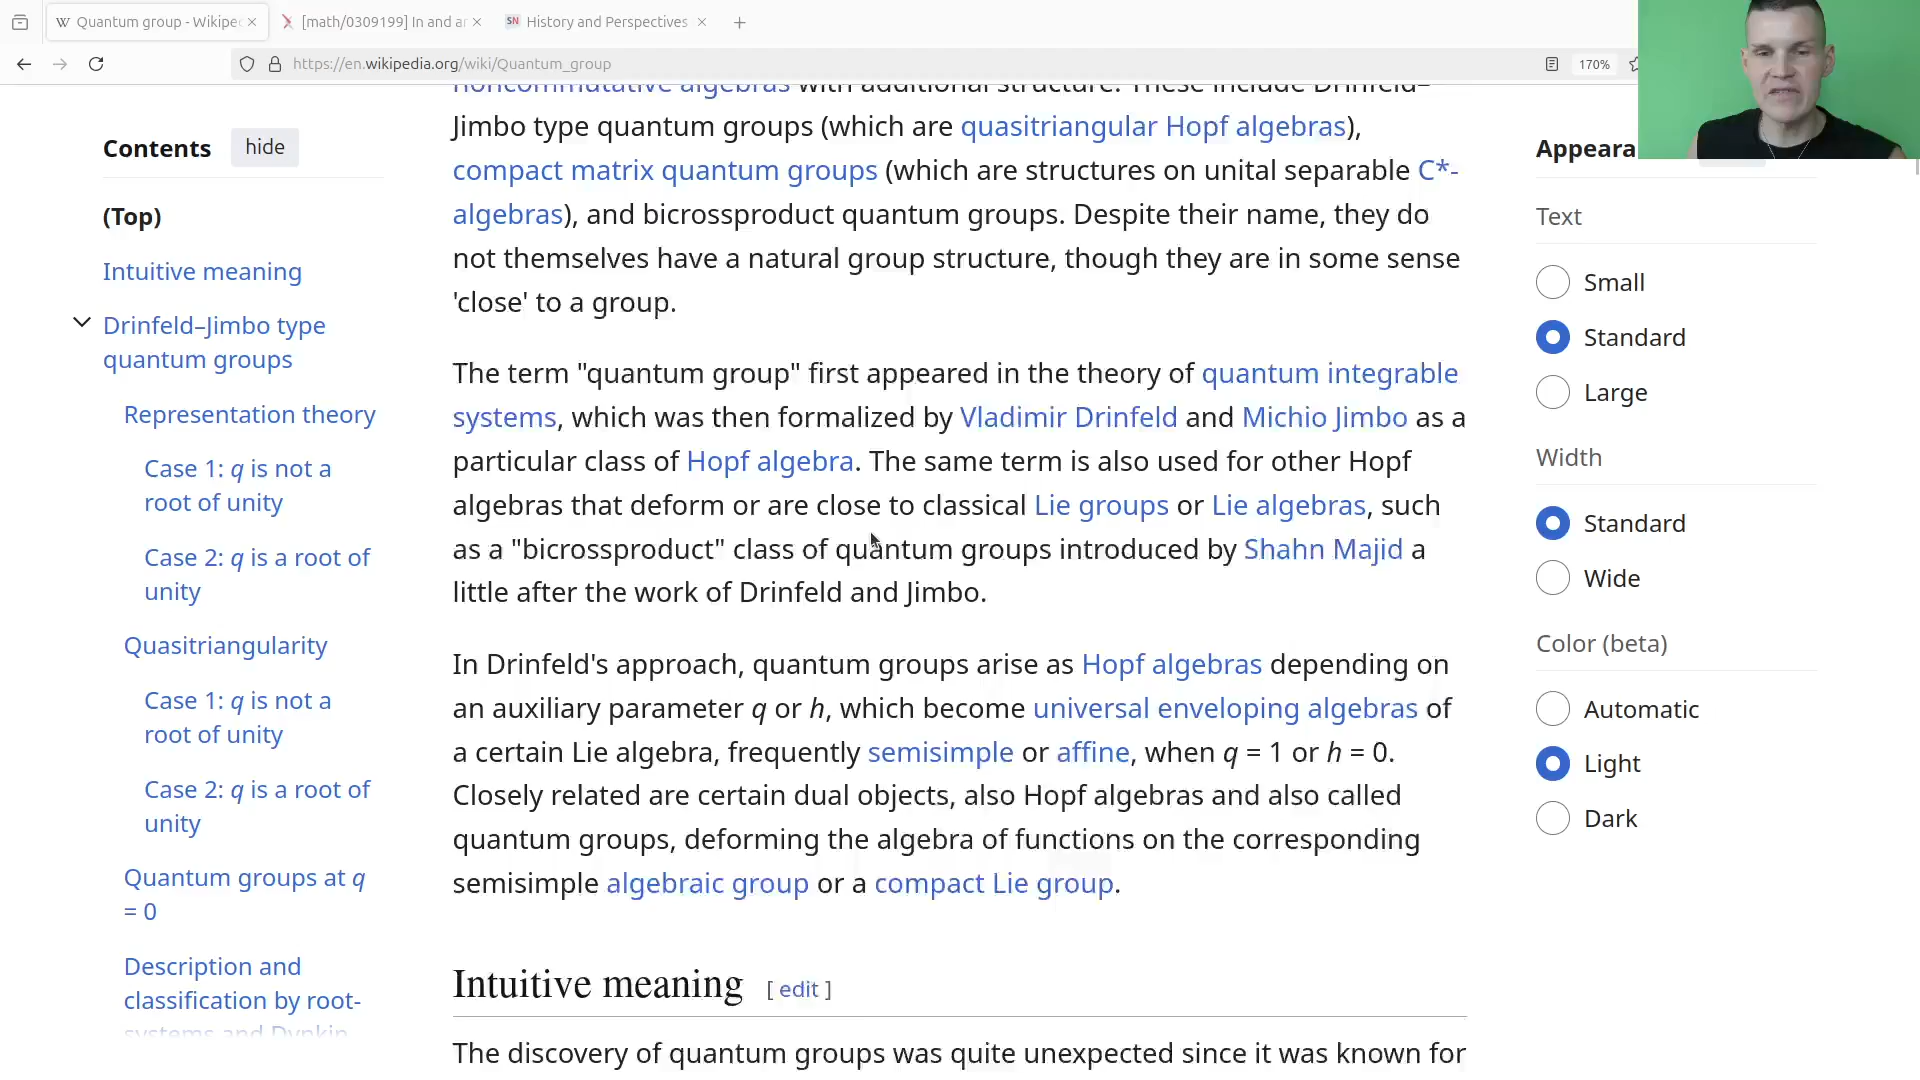 Quantum group - Wikipe
[math/0309199] In and ar
SN
History and Perspectives
https://en.wikipedia.org/wiki/Quantum_group
170%
Contents
hide
(Top)
Intuitive meaning
Drinfeld–Jimbo type
quantum groups
Representation theory
Case 1: q is not a
root of unity
Case 2: q is a root of
unity
Quasitriangularity
Case 1: q is not a
root of unity
Case 2: q is a root of
unity
Quantum groups at q
= 0
Description and
classification by root-
systems and Dynkin
noncommutative algebras with additional structure. These include Drinfeld–
Jimbo type quantum groups (which are quasitriangular Hopf algebras),
compact matrix quantum groups (which are structures on unital separable C*-
algebras), and bicrossproduct quantum groups. Despite their name, they do
not themselves have a natural group structure, though they are in some sense
'close' to a group.
The term "quantum group" first appeared in the theory of quantum integrable
systems, which was then formalized by Vladimir Drinfeld and Michio Jimbo as a
particular class of Hopf algebra. The same term is also used for other Hopf
algebras that deform or are close to classical Lie groups or Lie algebras, such
as a "bicrossproduct" class of quantum groups introduced by Shahn Majid a
little after the work of Drinfeld and Jimbo.
In Drinfeld's approach, quantum groups arise as Hopf algebras depending on
an auxiliary parameter q or h, which become universal enveloping algebras of
a certain Lie algebra, frequently semisimple or affine, when q = 1 or h = 0.
Closely related are certain dual objects, also Hopf algebras and also called
quantum groups, deforming the algebra of functions on the corresponding
semisimple algebraic group or a compact Lie group.
Intuitive meaning [ edit ]
The discovery of quantum groups was quite unexpected since it was known for
Appeara
Text
Small
Standard
Large
Width
Standard
Wide
Color (beta)
Automatic
Light
Dark